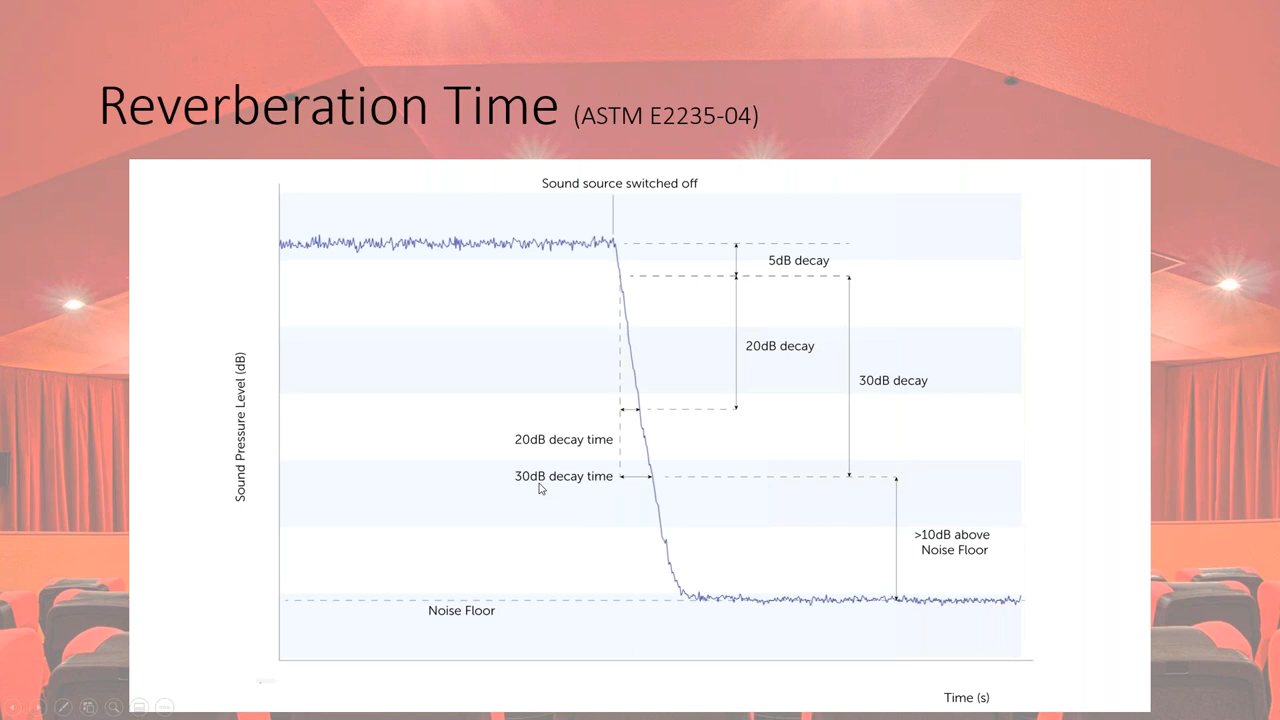 Reverberation Time (ASTM E2235-04)
Sound source switched off
5dB decay
20dB decay
30dB decay
20dB decay time
30dB decay time
>10dB above
Noise Floor
Noise Floor
Sound Pressure Level (dB)
Time (s)